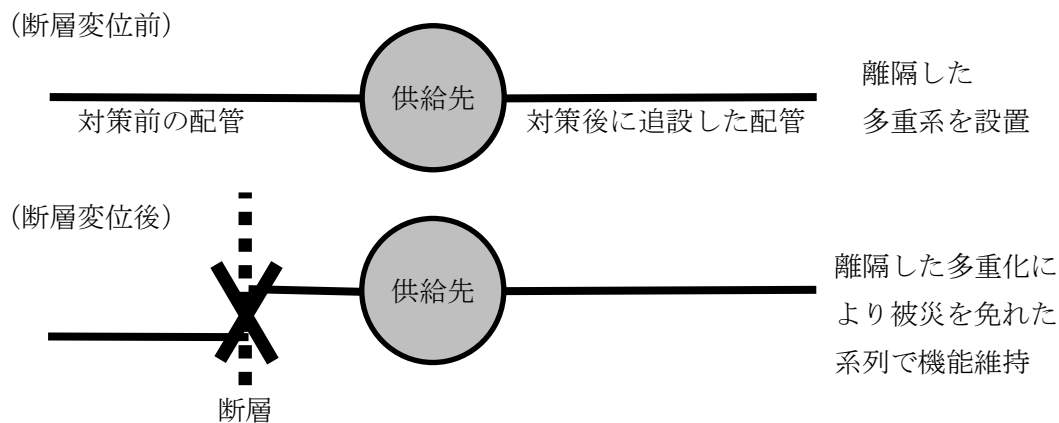 (断層変位前)
供給先
対策前の配管
対策後に追設した配管
離隔した
多重系を設置
(断層変位後)
供給先
離隔した多重化に
より被災を免れた
系列で機能維持
断層